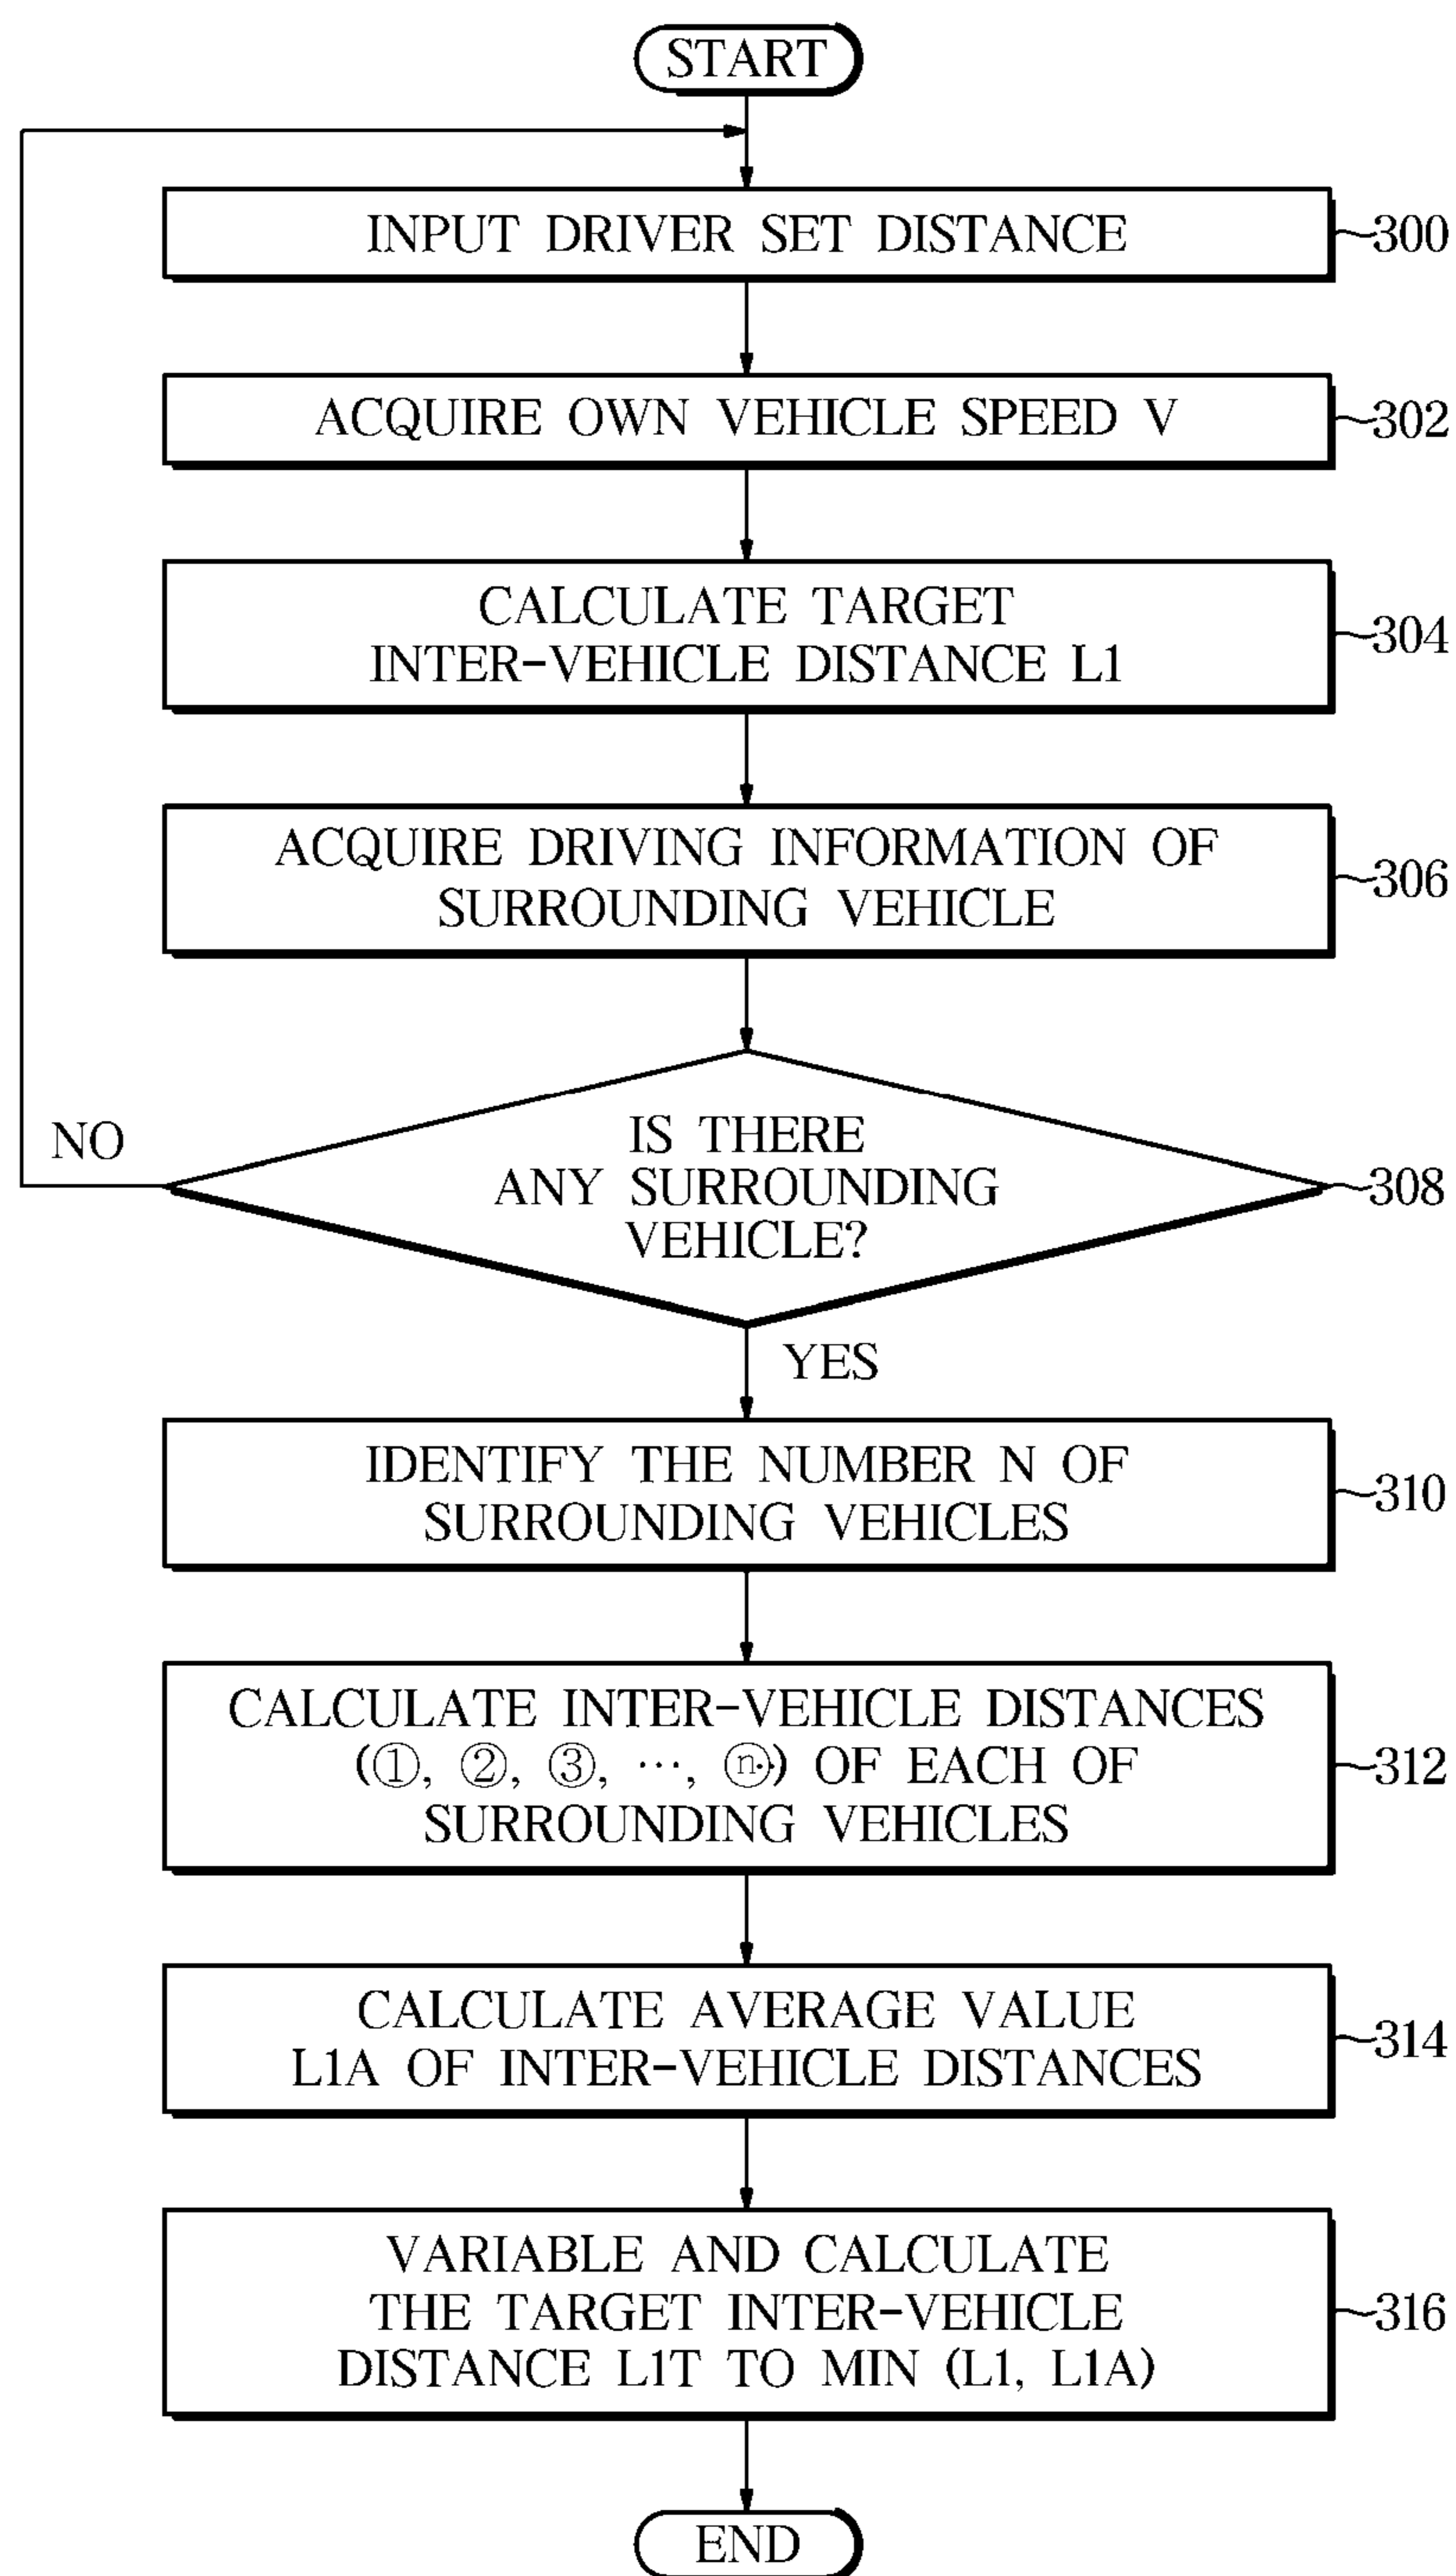 START
INPUT DRIVER SET DISTANCE
300
ACQUIRE OWN VEHICLE SPEED V
302
CALCULATE TARGET
INTER-VEHICLE DISTANCE L1
304
ACQUIRE DRIVING INFORMATION OF
SURROUNDING VEHICLE
306
NO
IS THERE
ANY SURROUNDING
VEHICLE?
308
YES
IDENTIFY THE NUMBER N OF
SURROUNDING VEHICLES
310
CALCULATE INTER-VEHICLE DISTANCES
(①, ②, ③, ⋯, ⓝ) OF EACH OF
SURROUNDING VEHICLES
312
CALCULATE AVERAGE VALUE
L1A OF INTER-VEHICLE DISTANCES
314
VARIABLE AND CALCULATE
THE TARGET INTER-VEHICLE
DISTANCE L1T TO MIN (L1, L1A)
316
END